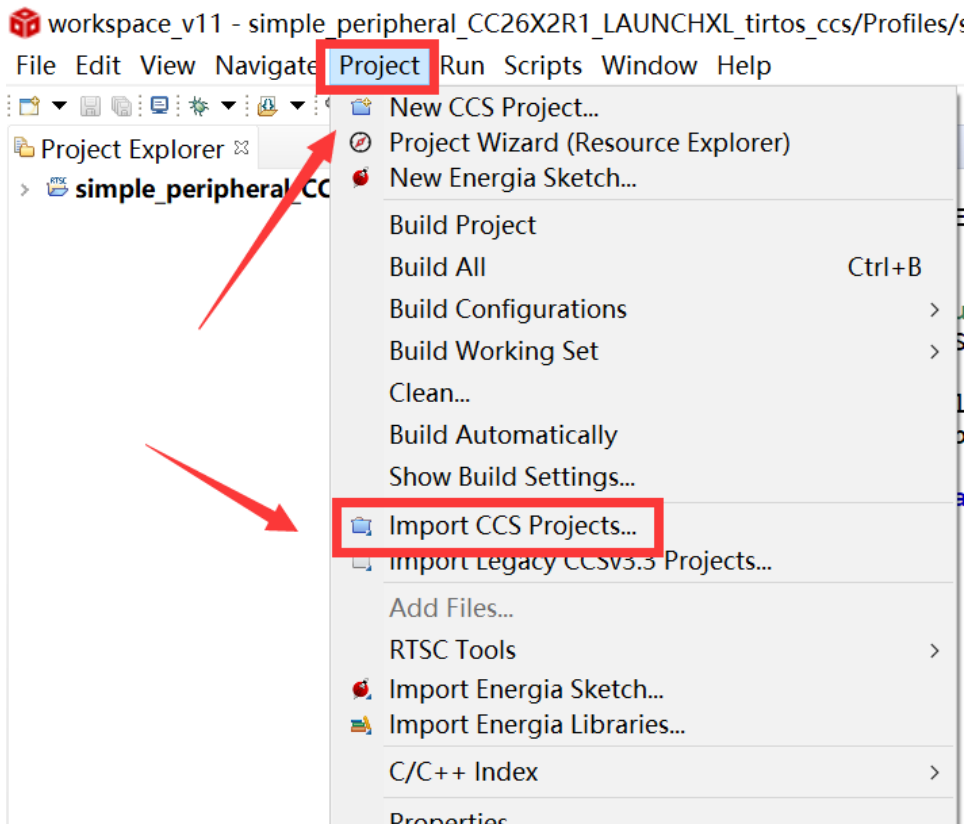 workspace_v11 - simple_peripheral_CC26X2R1_LAUNCHXL_tirtos_ccs/Profiles/s
File Edit View Navigate Project Run Scripts Window Help
New CCS Project...
Project Explorer
Project Wizard (Resource Explorer)
RTSC simple_peripheral_CC
New Energia Sketch...
Build Project
Build All Ctrl+B
Build Configurations
Build Working Set
Clean...
Build Automatically
Show Build Settings...
Import CCS Projects...
Import Legacy CCSv3.3 Projects...
Add Files...
RTSC Tools
Import Energia Sketch...
Import Energia Libraries...
C/C++ Index
Properties